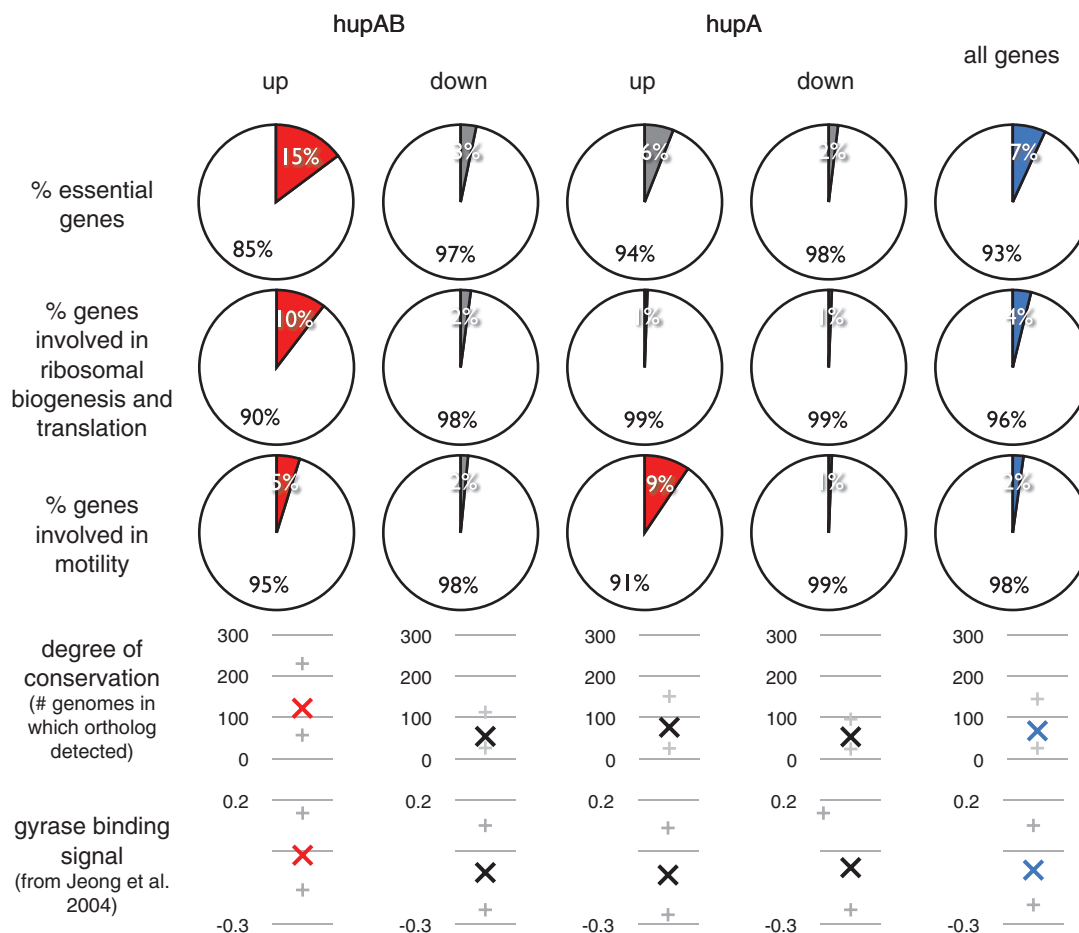 hupAB hupA
all genes
up down up down
% essential
genes
15% 3% 6% 2% 7%
85% 97% 94% 98% 93%
% genes
involved in
ribosomal
biogenesis and
translation
10% 2% 1% 1% 4%
90% 98% 99% 99% 96%
% genes
involved in
motility
5% 2% 9% 1% 2%
95% 98% 91% 99% 98%
degree of
conservation
(# genomes in
which ortholog
detected)
300 300 300 300 300
200 200 200 200 200
100 100 100 100 100
0 0 0 0 0
gyrase binding
signal
(from Jeong et al.
2004)
0.2 0.2 0.2 0.2 0.2
-0.3 -0.3 -0.3 -0.3 -0.3